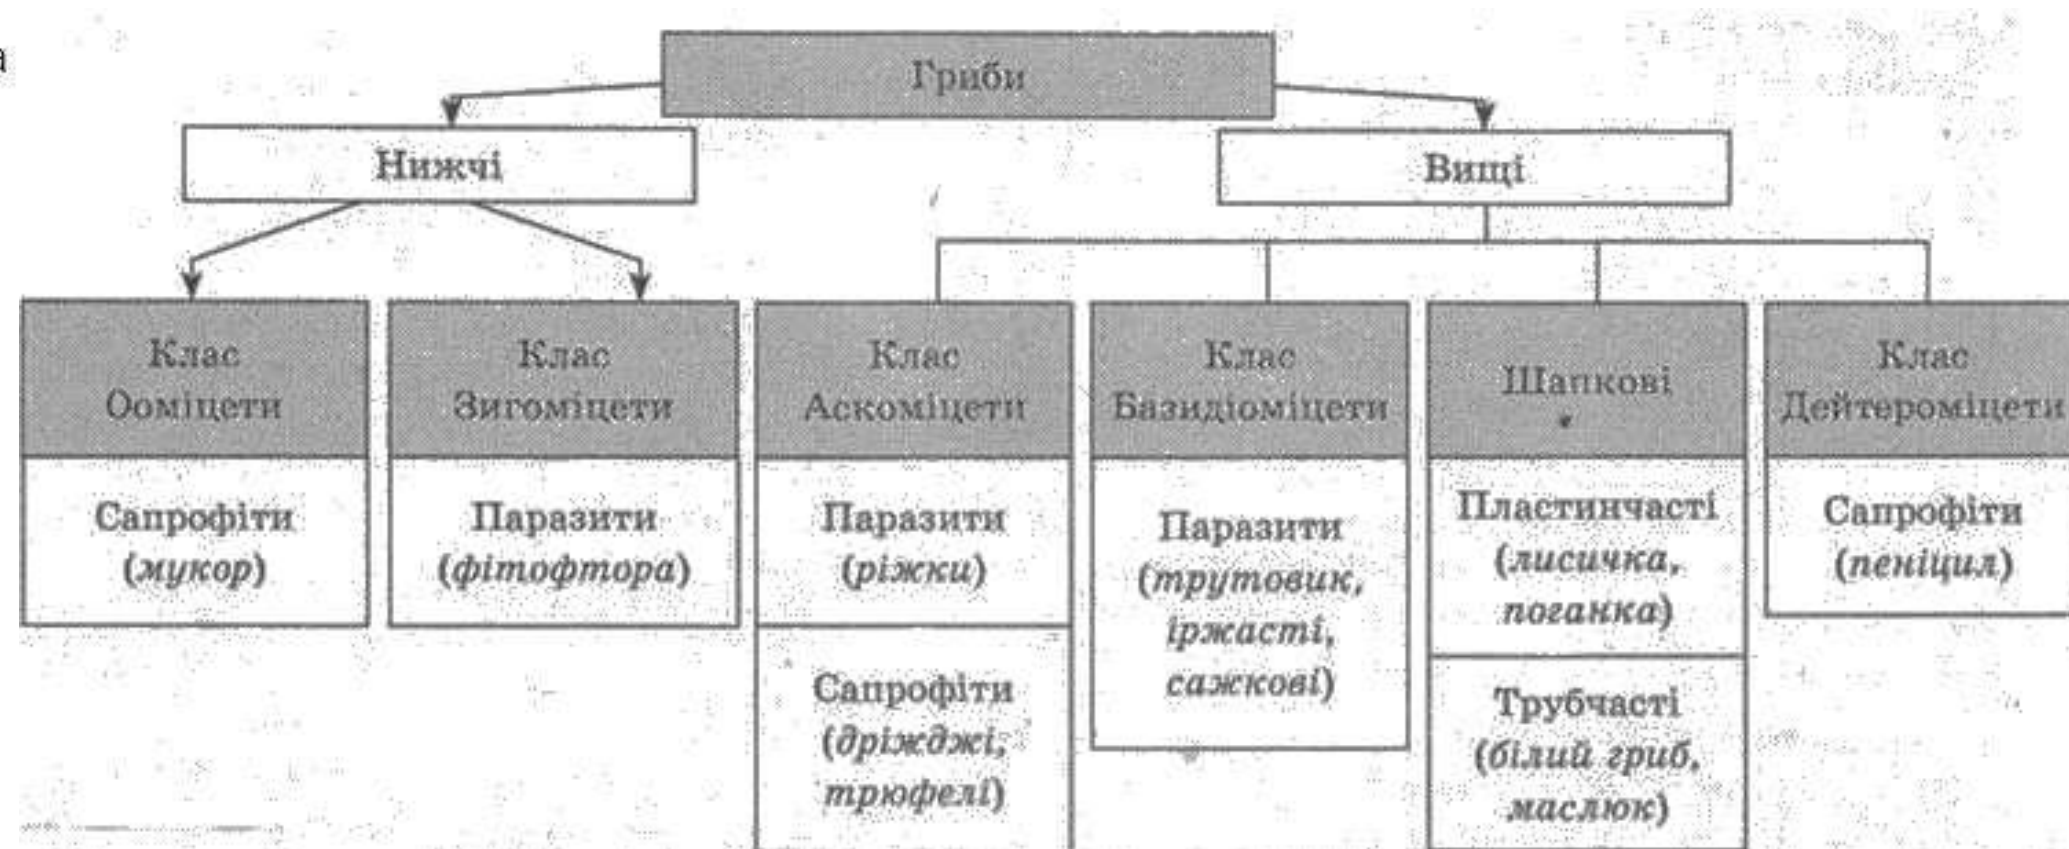 а
Гриби
Нижчі
Вищі
Клас
Ооміцети
Сапрофіти
(мукор)
Клас
Зигоміцети
Паразити
(фітофтора)
Клас
Аскоміцети
Паразити
(ріжки)
Сапрофіти
(дріжджі,
трюфелі)
Клас
Базидіоміцети
Паразити
(трутовик,
іржасті,
сажкові)
Шапкові
Пластинчасті
(лисичка,
поганка)
Трубчасті
(білий гриб,
маслюк)
Клас
Дейтероміцети
Сапрофіти
(пеніцил)